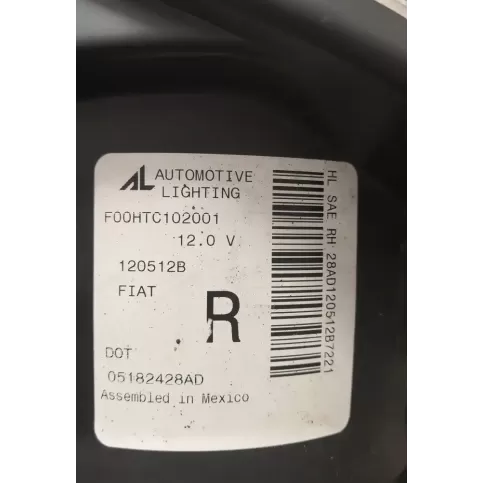 AL AUTOMOTIVE
LIGHTING
F00HTC102001
12.0 V
120512B
FIAT
R
DOT
05182428AD
Assembled in Mexico
HL SAE RH 28AD120512B7221